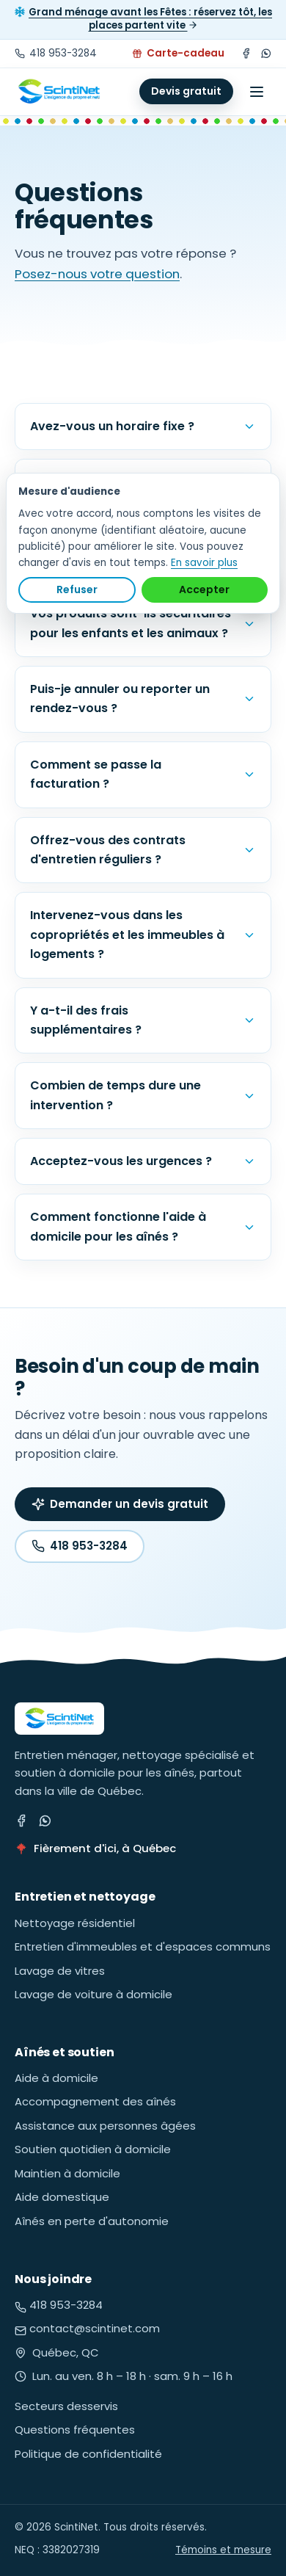 Grand ménage avant les Fêtes : réservez tôt, les
places partent vite →
418 953-3284
Carte-cadeau
ScintiNet
L'élégance du propre en net
Devis gratuit
Questions
fréquentes
Vous ne trouvez pas votre réponse ?
Posez-nous votre question.
Avez-vous un horaire fixe ?
Mesure d'audience
Avec votre accord, nous comptons les visites de
façon anonyme (identifiant aléatoire, aucune
publicité) pour améliorer le site. Vous pouvez
changer d'avis en tout temps. En savoir plus
Refuser
Accepter
Vos produits sont-ils sécuritaires
pour les enfants et les animaux ?
Puis-je annuler ou reporter un
rendez-vous ?
Comment se passe la
facturation ?
Offrez-vous des contrats
d'entretien réguliers ?
Intervenez-vous dans les
copropriétés et les immeubles à
logements ?
Y a-t-il des frais
supplémentaires ?
Combien de temps dure une
intervention ?
Acceptez-vous les urgences ?
Comment fonctionne l'aide à
domicile pour les aînés ?
Besoin d'un coup de main
?
Décrivez votre besoin : nous vous rappelons
dans un délai d'un jour ouvrable avec une
proposition claire.
Demander un devis gratuit
418 953-3284
ScintiNet
Entretien ménager, nettoyage spécialisé et
soutien à domicile pour les aînés, partout
dans la ville de Québec.
Fièrement d'ici, à Québec
Entretien et nettoyage
Nettoyage résidentiel
Entretien d'immeubles et d'espaces communs
Lavage de vitres
Lavage de voiture à domicile
Aînés et soutien
Aide à domicile
Accompagnement des aînés
Assistance aux personnes âgées
Soutien quotidien à domicile
Maintien à domicile
Aide domestique
Aînés en perte d'autonomie
Nous joindre
418 953-3284
contact@scintinet.com
Québec, QC
Lun. au ven. 8 h – 18 h · sam. 9 h – 16 h
Secteurs desservis
Questions fréquentes
Politique de confidentialité
© 2026 ScintiNet. Tous droits réservés.
NEQ : 3382027319
Témoins et mesure